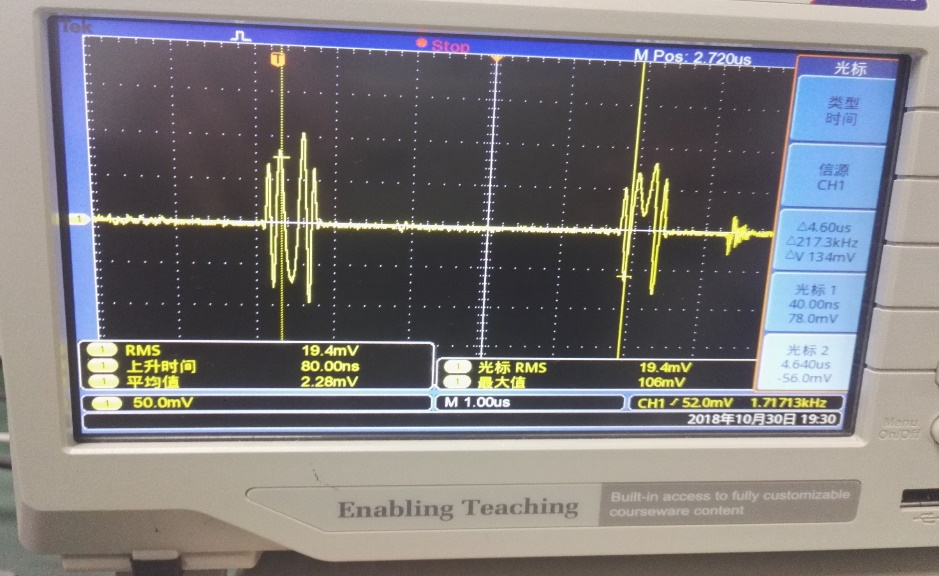 Tek
Stop
M Pos: 2.720us
光标
T
类型
时间
信源
CH1
1
△4.60us
△217.3kHz
△V 134mV
光标 1
40.00ns
78.0mV
光标 2
4.640us
-56.0mV
1 RMS 19.4mV
1 上升时间 80.00ns
1 平均值 2.28mV
1 光标 RMS 19.4mV
1 最大值 106mV
1 50.0mV
M 1.00us
CH1 52.0mV 1.71713kHz
2018年10月30日 19:30
Menu
On/Off
Enabling Teaching
Built-in access to fully customizable
courseware content